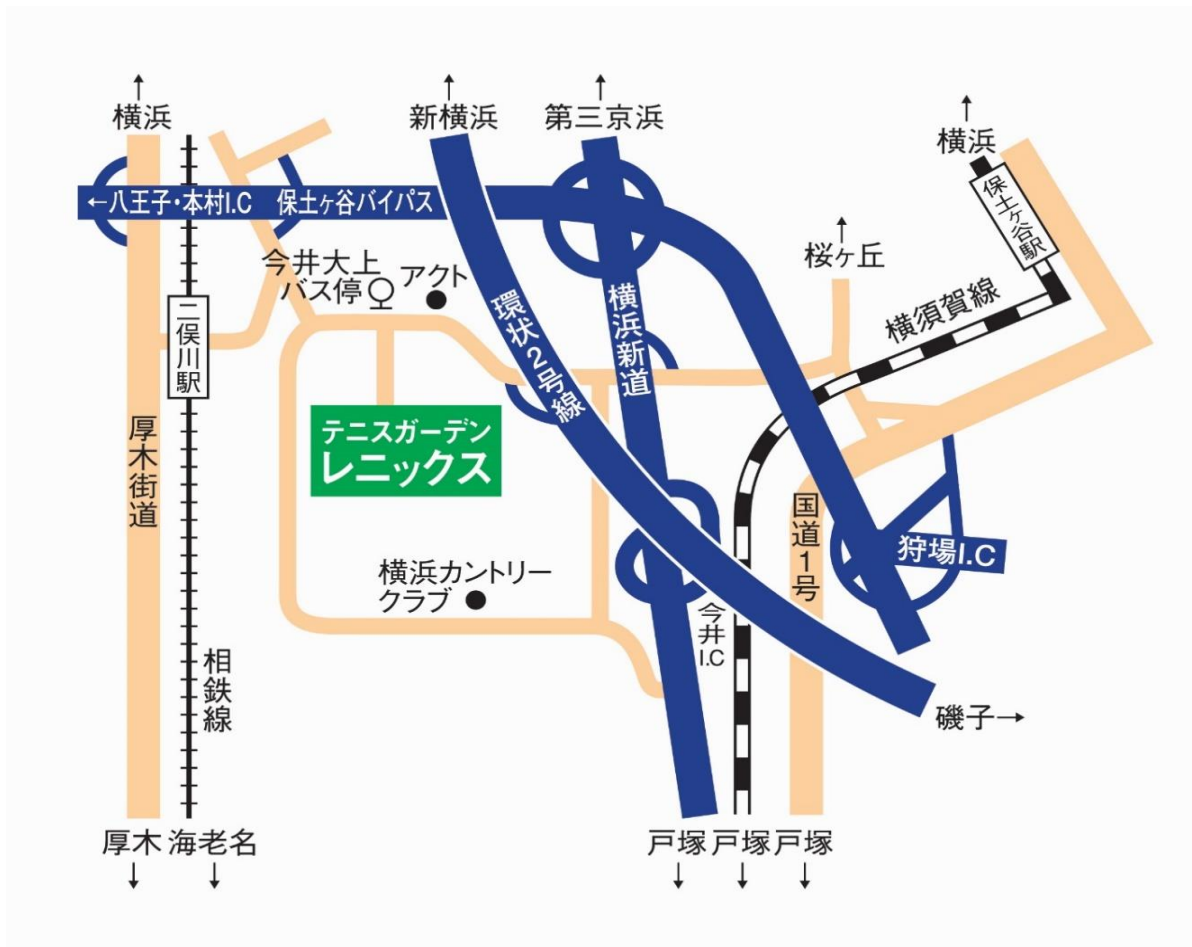 横浜
新横浜
第三京浜
横浜
保土ヶ谷駅
←八王子・本村I.C 保土ヶ谷バイパス
桜ヶ丘
今井大上
バス停
アクト
横須賀線
環状2号線
横浜新道
二俣川駅
テニスガーデン
レニックス
厚木街道
国道1号
狩場I.C
横浜カントリー
クラブ
今井I.C
相鉄線
磯子→
厚木
海老名
戸塚
戸塚
戸塚